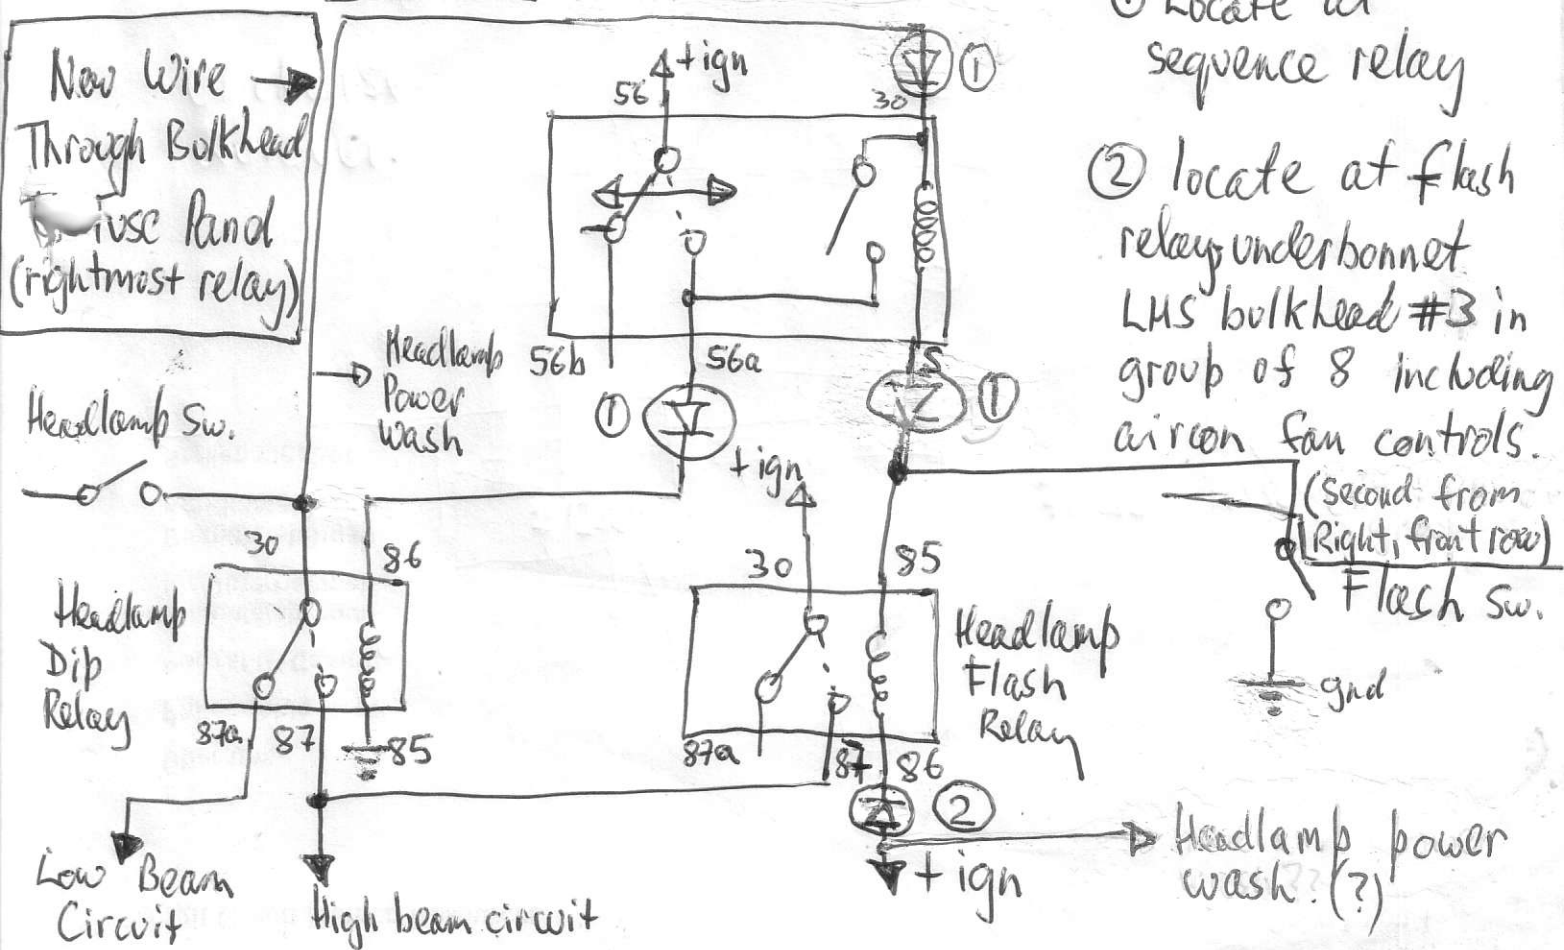 New Wire
Through Bulkhead
(rightmost relay)
① Locate at
sequence relay
② locate at flash
relay, underbonnet
LHS bulkhead #3 in
group of 8 including
aircon fan controls.
(Second from
Right, front row)
Flash Sw.
gnd
+ign
56
30
①
56b
56a
S
①
①
Headlamp
Power
Wash
Headlamp Sw.
30
86
Headlamp
Dip
Relay
87a
87
85
Low Beam
Circuit
High beam circuit
+ign
30
85
Headlamp
Flash
Relay
87a
87
86
②
+ign
Headlamp power
wash?(?)